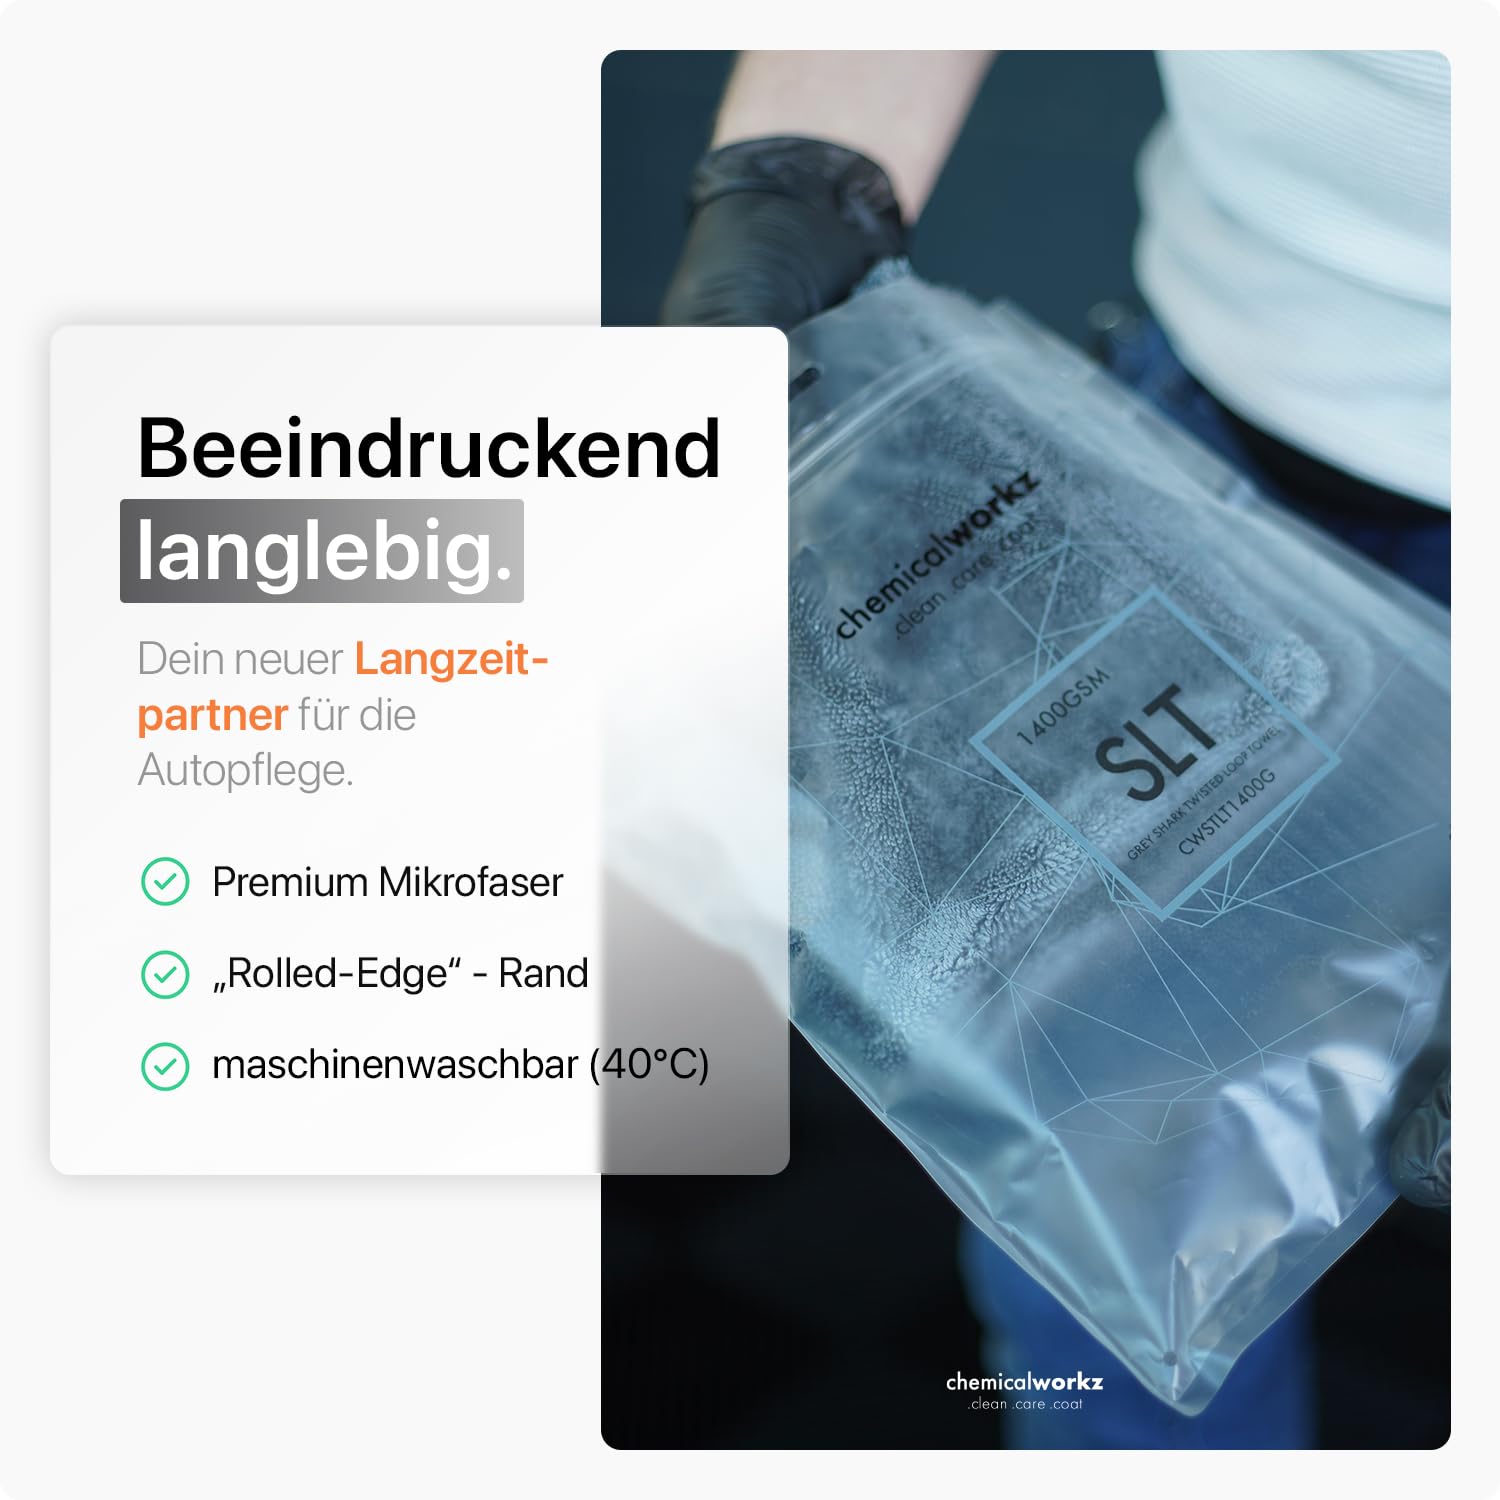 Beeindruckend
langlebig.
Dein neuer Langzeit-
partner für die
Autopflege.
Premium Mikrofaser
„Rolled-Edge“ - Rand
maschinenwaschbar (40°C)
chemicalworkz
.clean .care .coat
1400GSM
SLT
GREY SHARK TWISTED LOOP TOWEL
CWSTLT1400G
chemicalworkz
.clean .care .coat